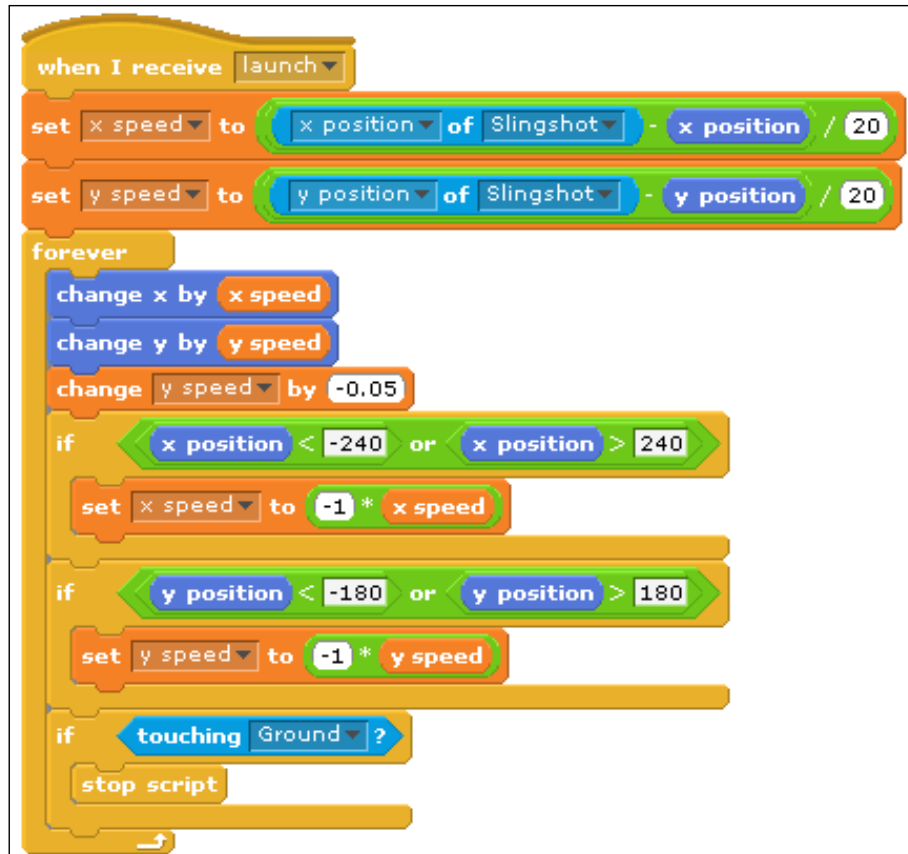 when I receive launch
set x speed to x position of Slingshot - x position / 20
set y speed to y position of Slingshot - y position / 20
forever
change x by x speed
change y by y speed
change y speed by -0.05
if x position < -240 or x position > 240
set x speed to -1 * x speed
if y position < -180 or y position > 180
set y speed to -1 * y speed
if touching Ground ?
stop script